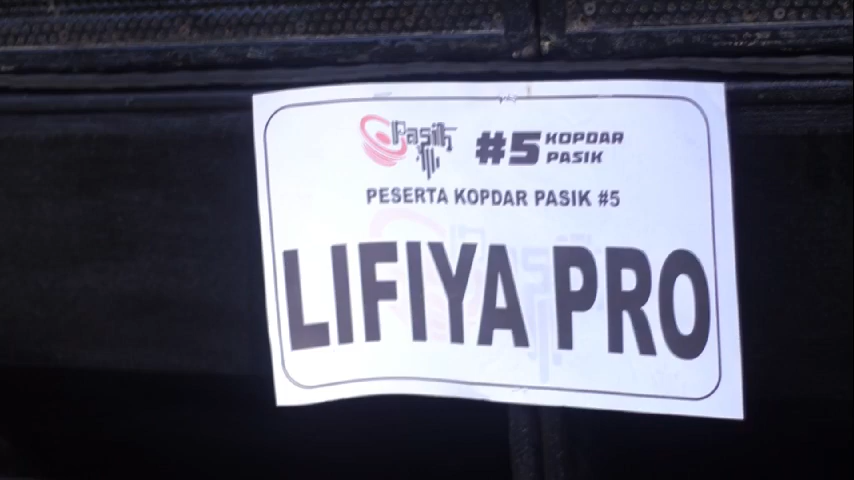 Pasik
#5 KOPDAR
PASIK
PESERTA KOPDAR PASIK #5
LIFIYA PRO